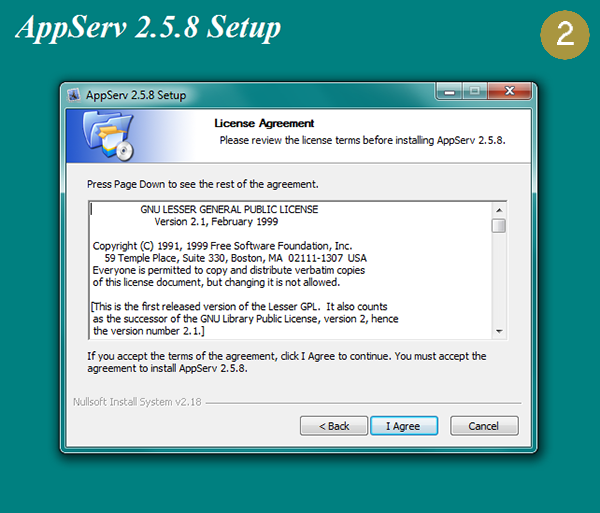 AppServ 2.5.8 Setup
2
AppServ 2.5.8 Setup
License Agreement
Please review the license terms before installing AppServ 2.5.8.
Press Page Down to see the rest of the agreement.
GNU LESSER GENERAL PUBLIC LICENSE
Version 2.1, February 1999
Copyright (C) 1991, 1999 Free Software Foundation, Inc.
59 Temple Place, Suite 330, Boston, MA 02111-1307 USA
Everyone is permitted to copy and distribute verbatim copies
of this license document, but changing it is not allowed.
[This is the first released version of the Lesser GPL. It also counts
as the successor of the GNU Library Public License, version 2, hence
the version number 2.1.]
If you accept the terms of the agreement, click I Agree to continue. You must accept the
agreement to install AppServ 2.5.8.
Nullsoft Install System v2.18
< Back
I Agree
Cancel